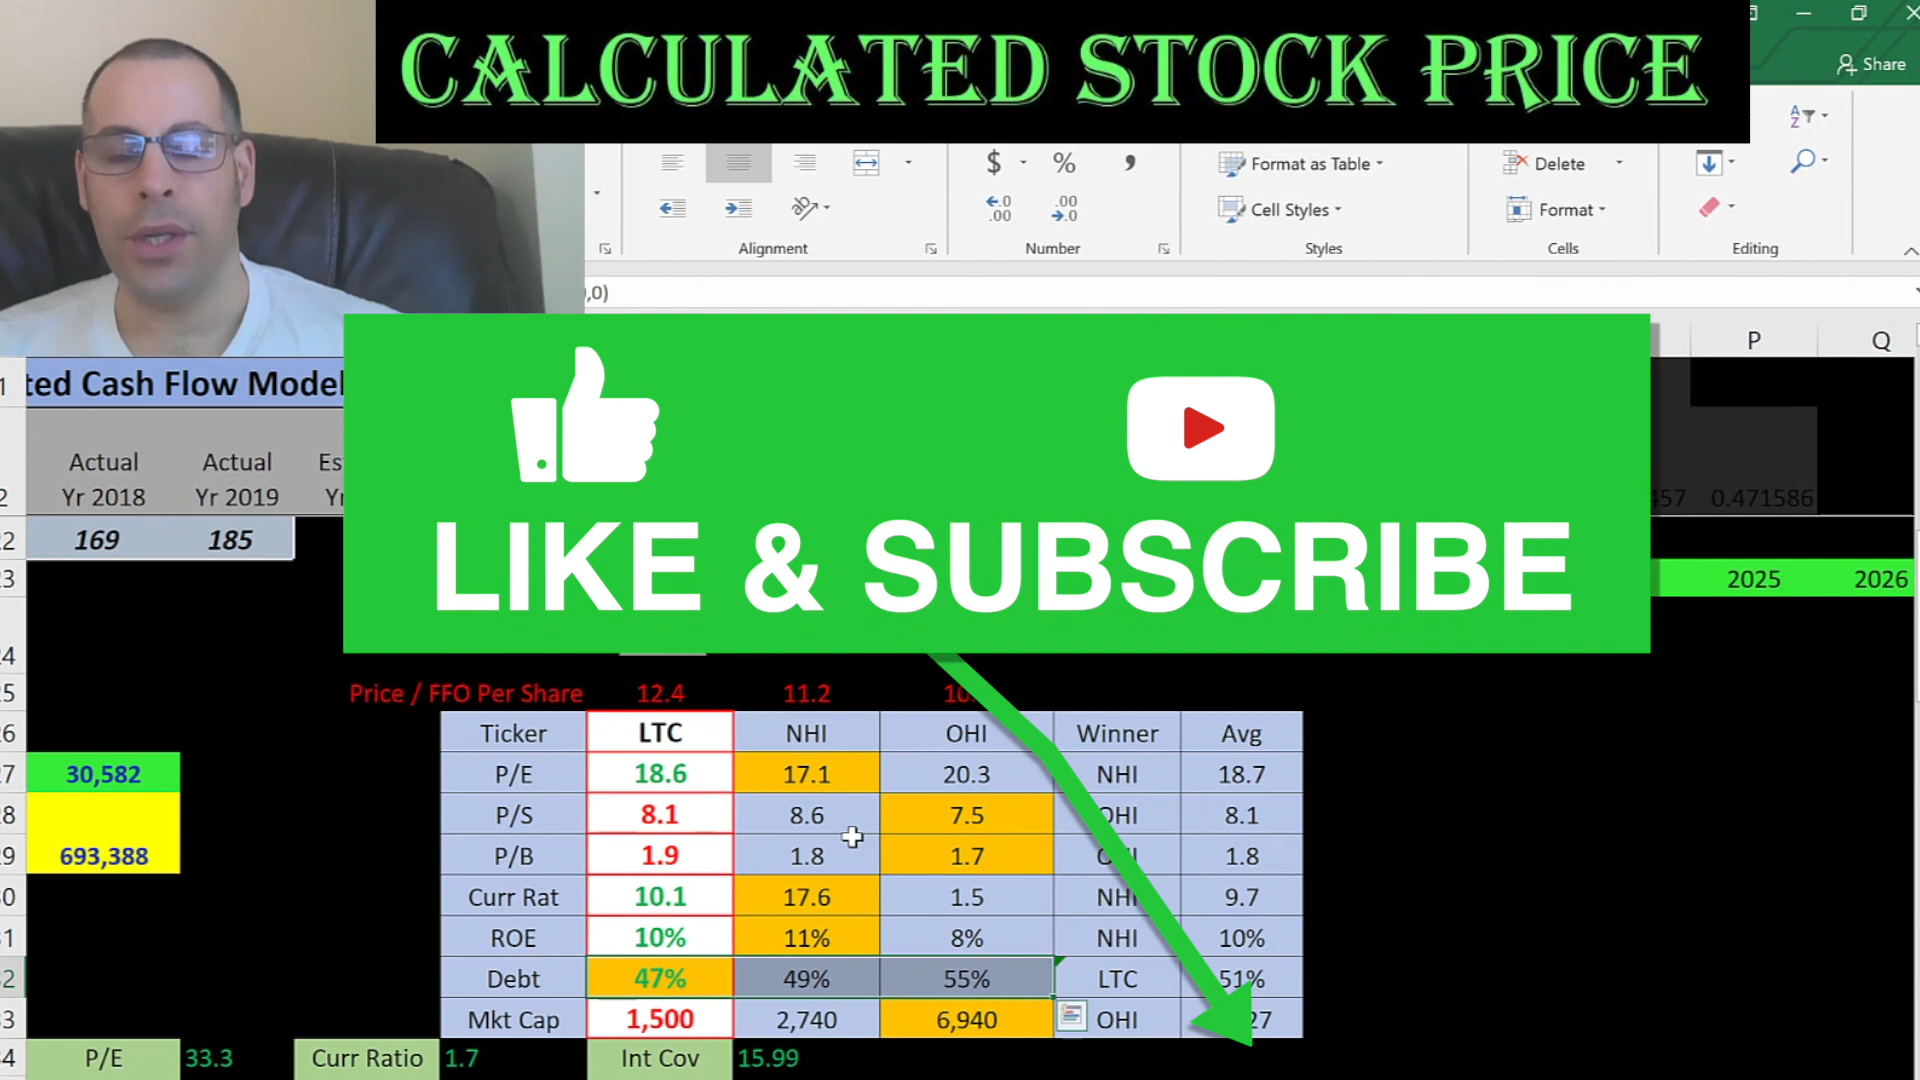 CALCULATED STOCK PRICE
Share
$ % ,
Format as Table
Delete
Cell Styles
Format
Alignment
Number
Styles
Cells
Editing
,0)
P Q
ted Cash Flow Model
Actual Actual
Yr 2018 Yr 2019
0.471586
169 185
LIKE & SUBSCRIBE
2025 2026
Price / FFO Per Share 12.4 11.2
Ticker LTC NHI OHI Winner Avg
30,582 P/E 18.6 17.1 20.3 NHI 18.7
P/S 8.1 8.6 7.5 OHI 8.1
693,388 P/B 1.9 1.8 1.7 1.8
Curr Rat 10.1 17.6 1.5 NHI 9.7
ROE 10% 11% 8% NHI 10%
Debt 47% 49% 55% LTC 51%
Mkt Cap 1,500 2,740 6,940 OHI
P/E 33.3 Curr Ratio 1.7 Int Cov 15.99